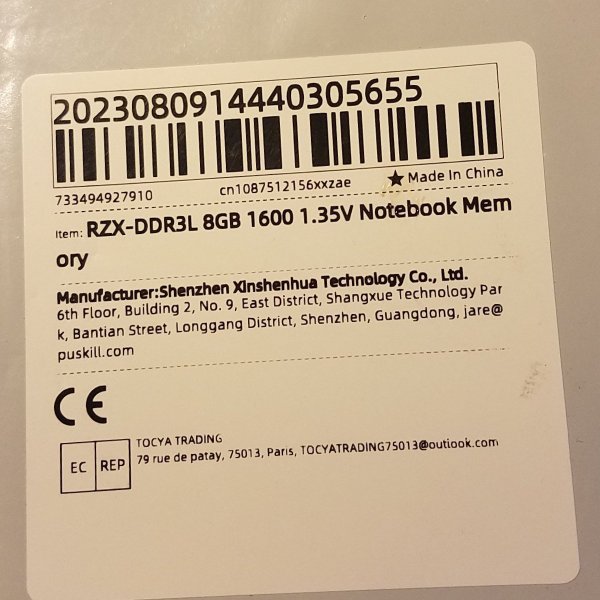 2023080914440305655
733494927910 cn1087512156xxzae ★ Made In China
Item: RZX-DDR3L 8GB 1600 1.35V Notebook Mem
ory
Manufacturer:Shenzhen Xinshenhua Technology Co., Ltd.
6th Floor, Building 2, No. 9, East District, Shangxue Technology Par
k, Bantian Street, Longgang District, Shenzhen, Guangdong, jare@
puskill.com
CE
EC REP
TOCYA TRADING
79 rue de patay, 75013, Paris, TOCYATRADING75013@outlook.com